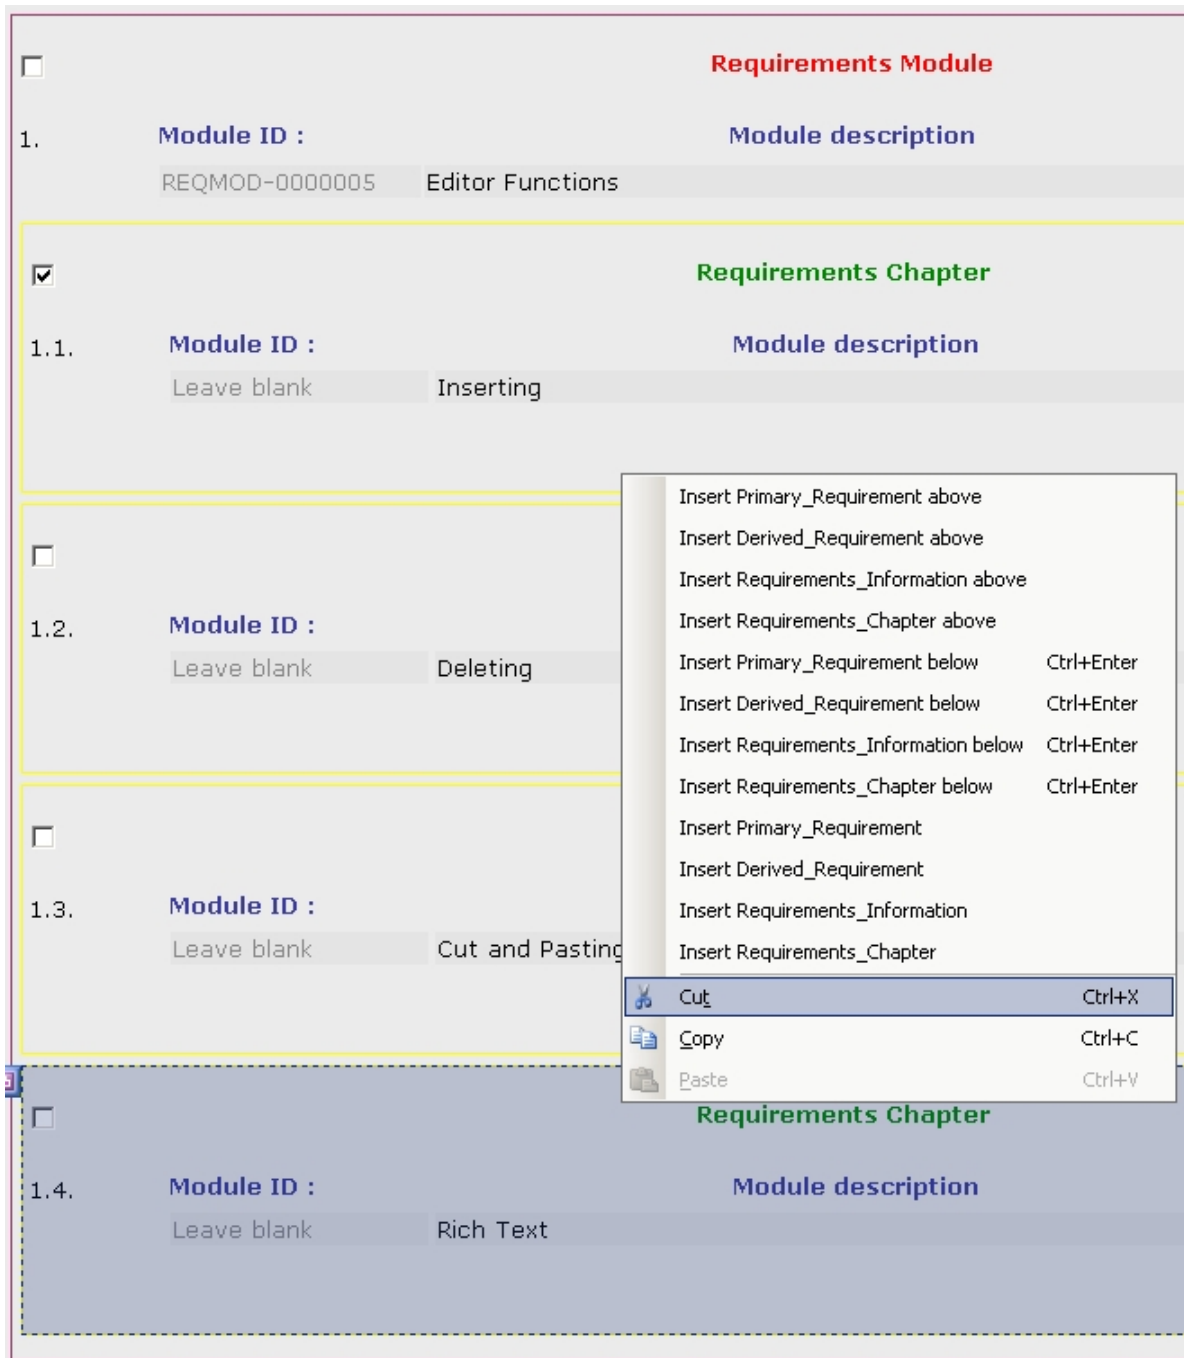 Requirements Module
1. Module ID : Module description
REQMOD-0000005 Editor Functions
Requirements Chapter
1.1. Module ID : Module description
Leave blank Inserting
1.2. Module ID :
Leave blank Deleting
1.3. Module ID :
Leave blank Cut and Pasting
Insert Primary_Requirement above
Insert Derived_Requirement above
Insert Requirements_Information above
Insert Requirements_Chapter above
Insert Primary_Requirement below Ctrl+Enter
Insert Derived_Requirement below Ctrl+Enter
Insert Requirements_Information below Ctrl+Enter
Insert Requirements_Chapter below Ctrl+Enter
Insert Primary_Requirement
Insert Derived_Requirement
Insert Requirements_Information
Insert Requirements_Chapter
Cut Ctrl+X
Copy Ctrl+C
Paste Ctrl+V
Requirements Chapter
1.4. Module ID : Module description
Leave blank Rich Text